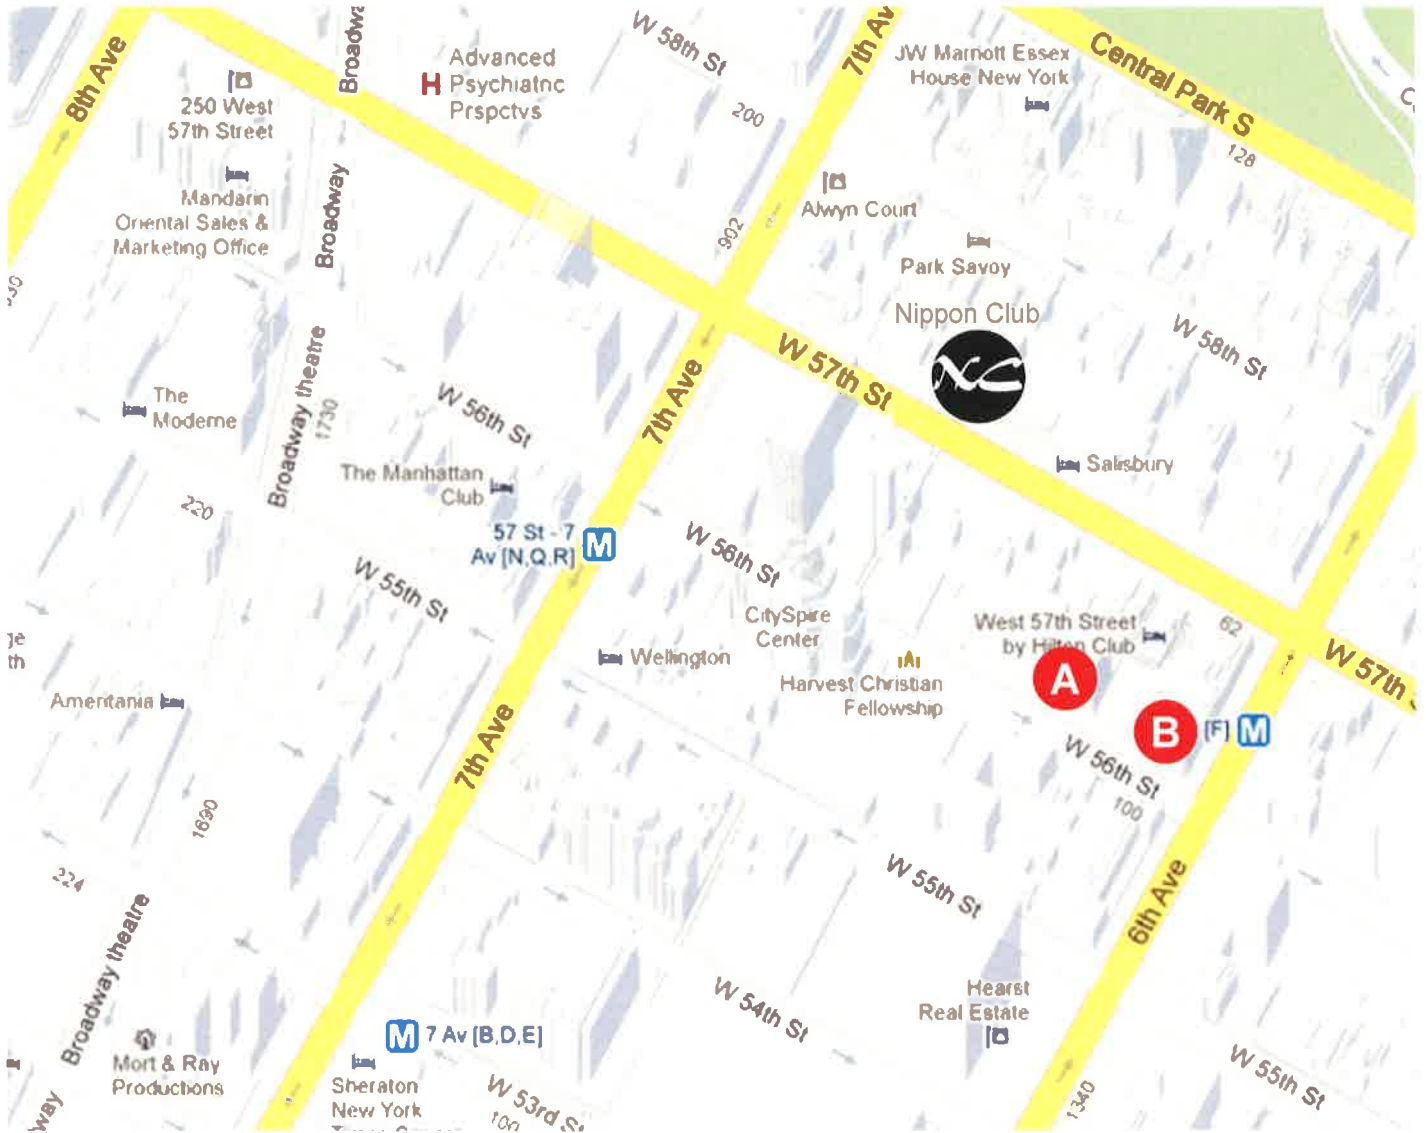 8th Ave
Broadwa
Advanced
Psychiatric
Prspctvs
W 58th St
200
7th Av
JW Marriott Essex
House New York
Central Park S
128
250 West
57th Street
Mandarin
Oriental Sales &
Marketing Office
Broadway
Alwyn Court
902
Park Savoy
Nippon Club
NC
W 57th St
W 58th St
The
Moderne
Broadway theatre
1730
W 56th St
7th Ave
The Manhattan
Club
Salisbury
220
57 St - 7
Av [N,Q,R]
M
W 56th St
W 55th St
CitySpire
Center
West 57th Street
by Hilton Club
62
W 57th S
Wellington
Harvest Christian
Fellowship
A
B
[F]
M
Ameritania
7th Ave
W 56th St
100
1690
224
W 55th St
6th Ave
Broadway theatre
W 54th St
Hearst
Real Estate
M
7 Av [B,D,E]
Mort & Ray
Productions
Sheraton
New York
W 53rd St
100
W 55th St
1340
way